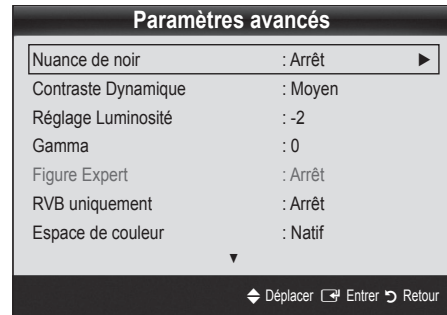 Paramètres avancés
Nuance de noir : Arrêt ►
Contraste Dynamique : Moyen
Réglage Luminosité : -2
Gamma : 0
Figure Expert : Arrêt
RVB uniquement : Arrêt
Espace de couleur : Natif
▼
Déplacer Entrer Retour